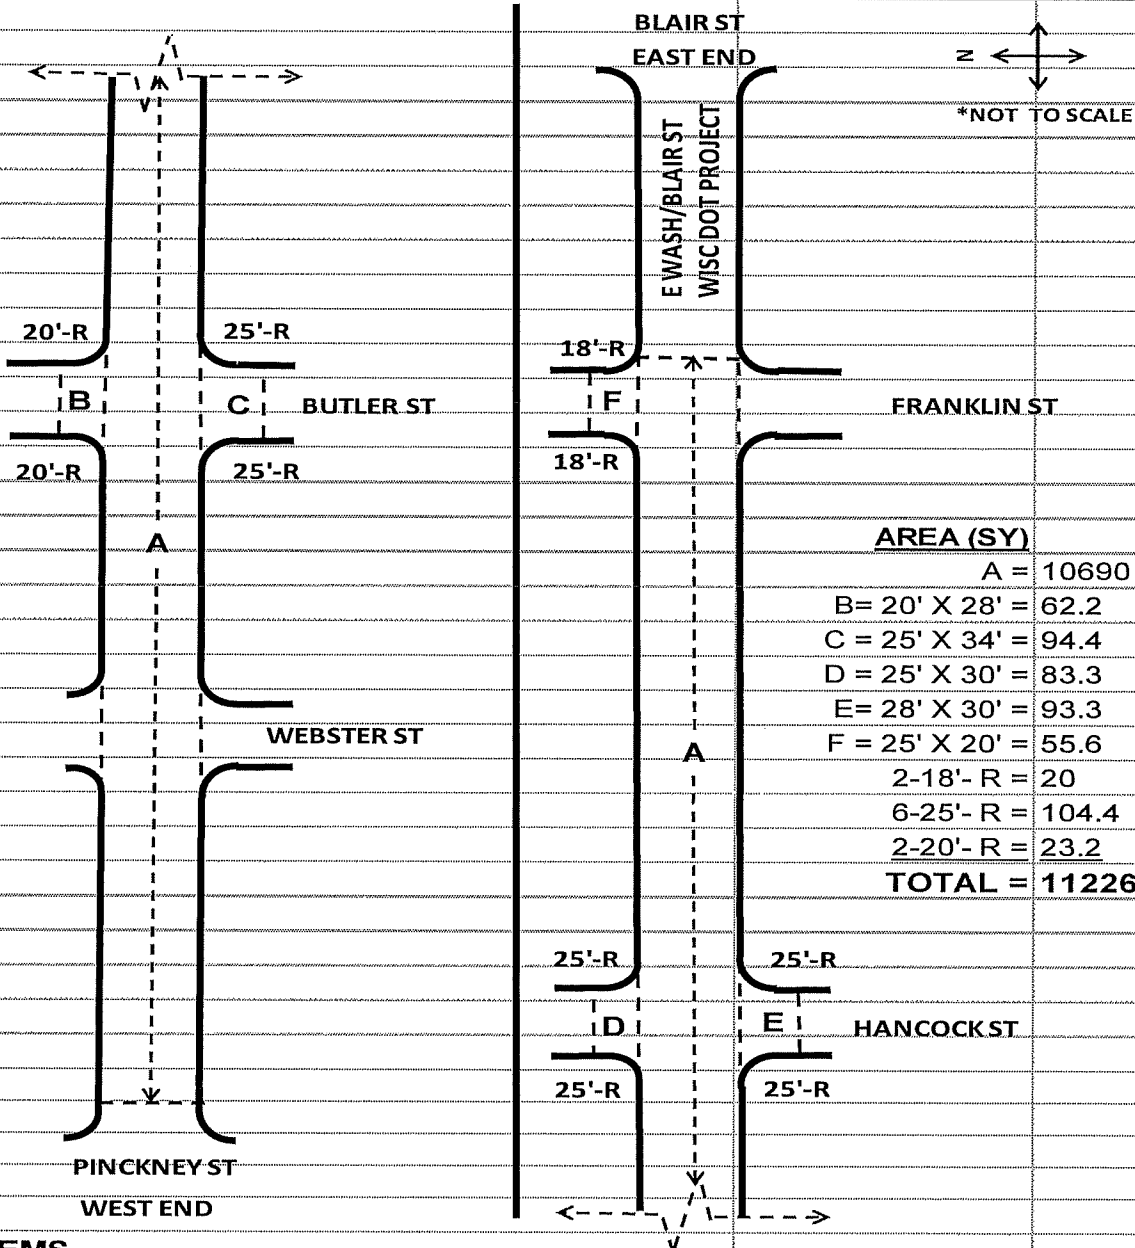 BLAIR ST
EAST END
N
*NOT TO SCALE
E WASH/BLAIR ST
WISC DOT PROJECT
20'-R
25'-R
B
C
BUTLER ST
20'-R
25'-R
A
WEBSTER ST
PINCKNEY ST
WEST END
18'-R
F
FRANKLIN ST
18'-R
A
25'-R
25'-R
D
E
HANCOCK ST
25'-R
25'-R
AREA (SY)
A = 10690
B= 20' X 28' = 62.2
C = 25' X 34' = 94.4
D = 25' X 30' = 83.3
E= 28' X 30' = 93.3
F = 25' X 20' = 55.6
2-18'- R = 20
6-25'- R = 104.4
2-20'- R = 23.2
TOTAL = 11226